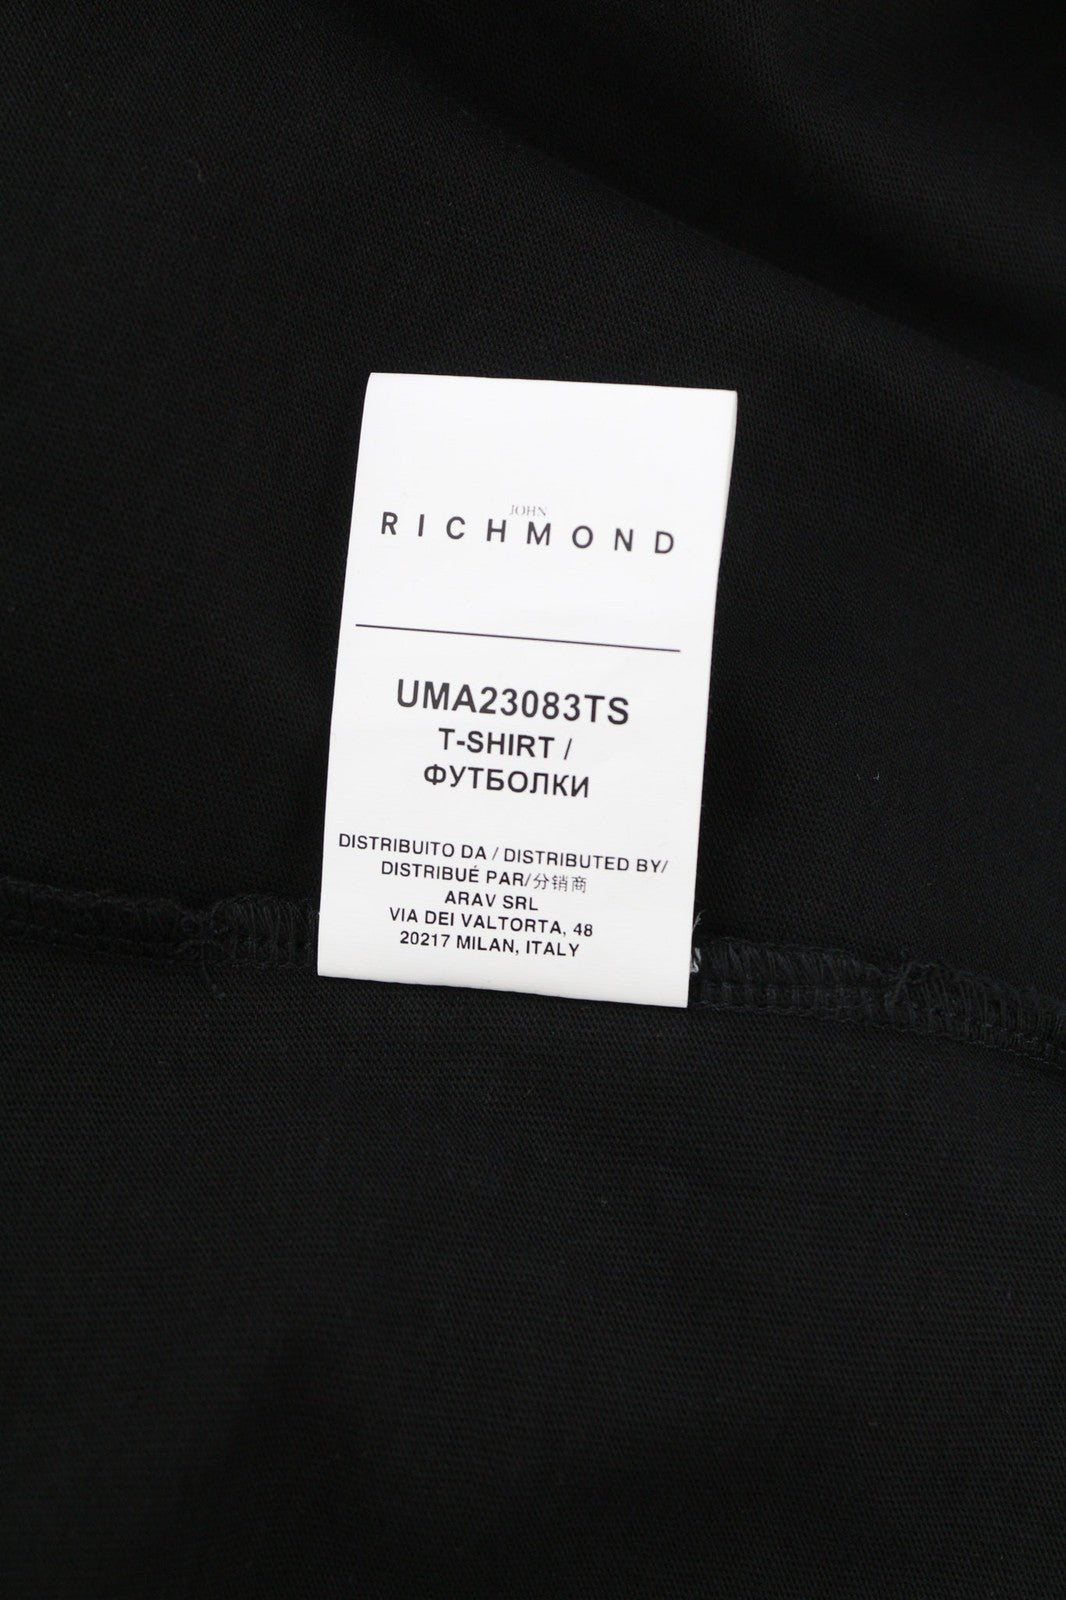 JOHN
RICHMOND
UMA23083TS
T-SHIRT /
ФУТБОЛКИ
DISTRIBUITO DA / DISTRIBUTED BY/
DISTRIBUÉ PAR/分销商
ARAV SRL
VIA DEI VALTORTA, 48
20217 MILAN, ITALY